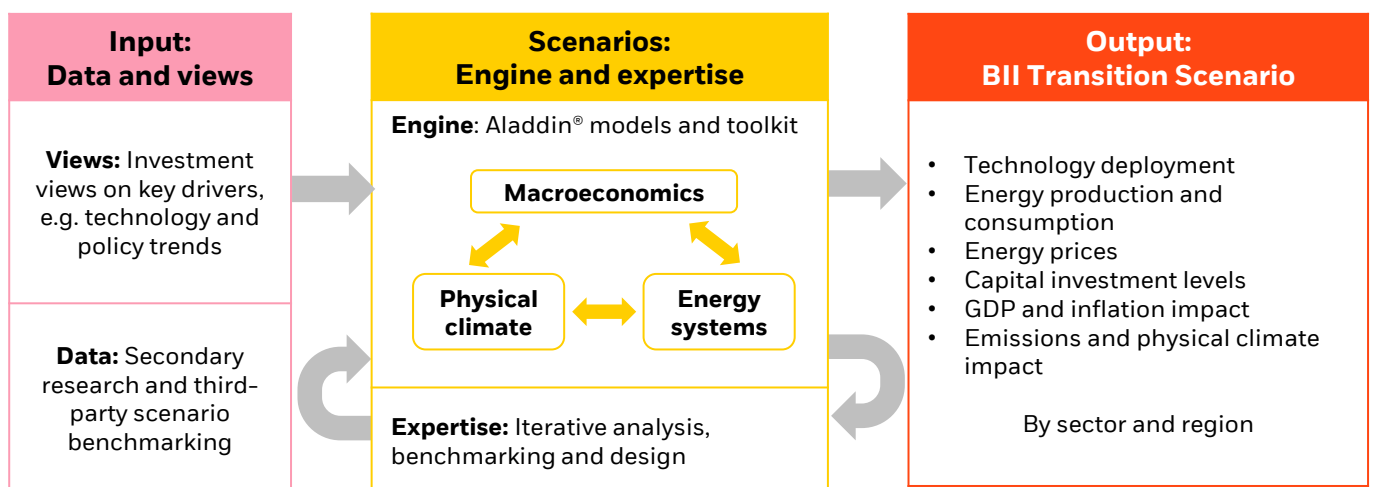 Input:
Data and views
Views: Investment
views on key drivers,
e.g. technology and
policy trends
Data: Secondary
research and third-
party scenario
benchmarking
Scenarios:
Engine and expertise
Engine: Aladdin® models and toolkit
Macroeconomics
Physical
climate
Energy
systems
Expertise: Iterative analysis,
benchmarking and design
Output:
BII Transition Scenario
• Technology deployment
• Energy production and
consumption
• Energy prices
• Capital investment levels
• GDP and inflation impact
• Emissions and physical climate
impact
By sector and region